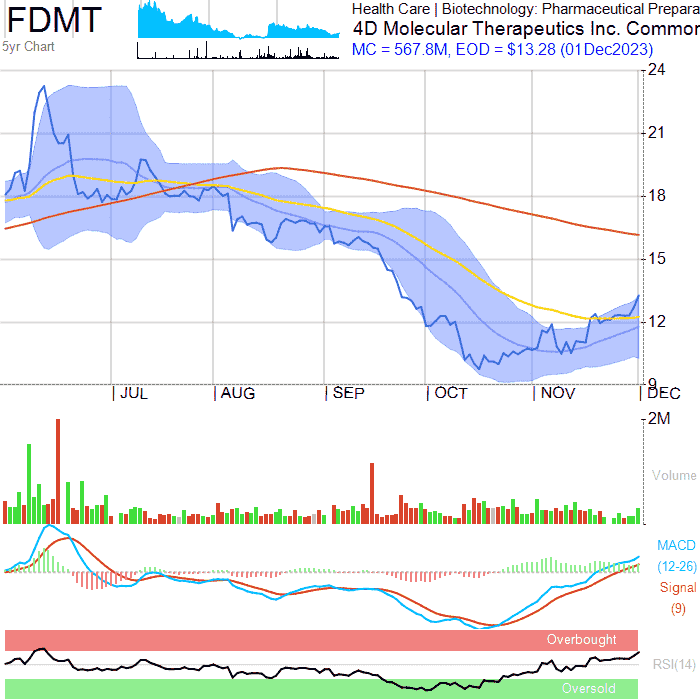 FDMT
5yr Chart
Health Care | Biotechnology: Pharmaceutical Prepara
4D Molecular Therapeutics Inc. Common
MC = 567.8M, EOD = $13.28 (01Dec2023)
24
21
18
15
12
9
JUL AUG SEP OCT NOV DEC
2M
Volume
MACD
(12-26)
Signal
(9)
Overbought
RSI(14)
Oversold